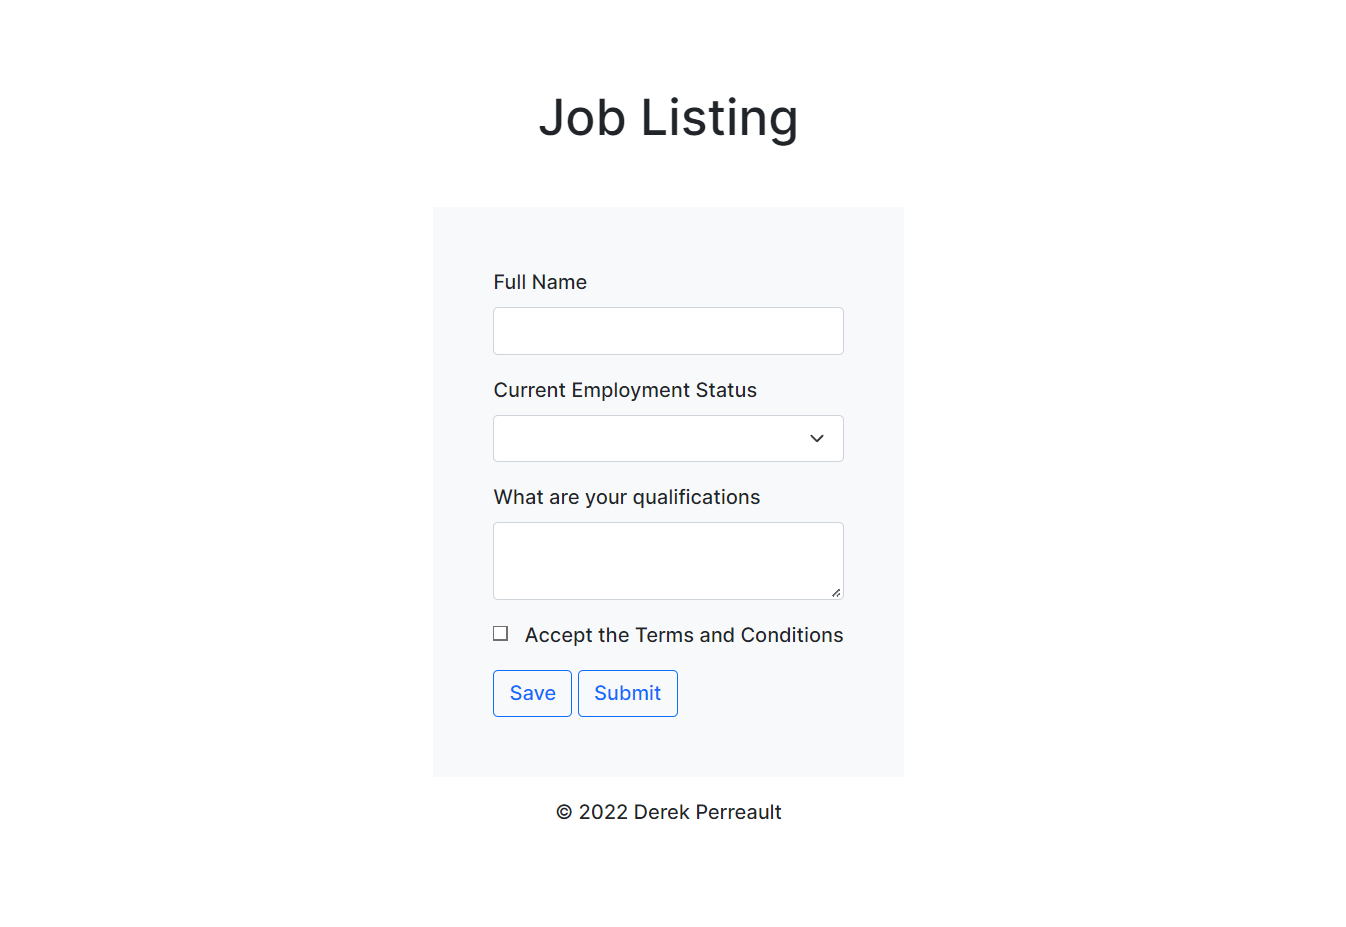 Job Listing
Full Name
Current Employment Status
What are your qualifications
Accept the Terms and Conditions
Save Submit
© 2022 Derek Perreault